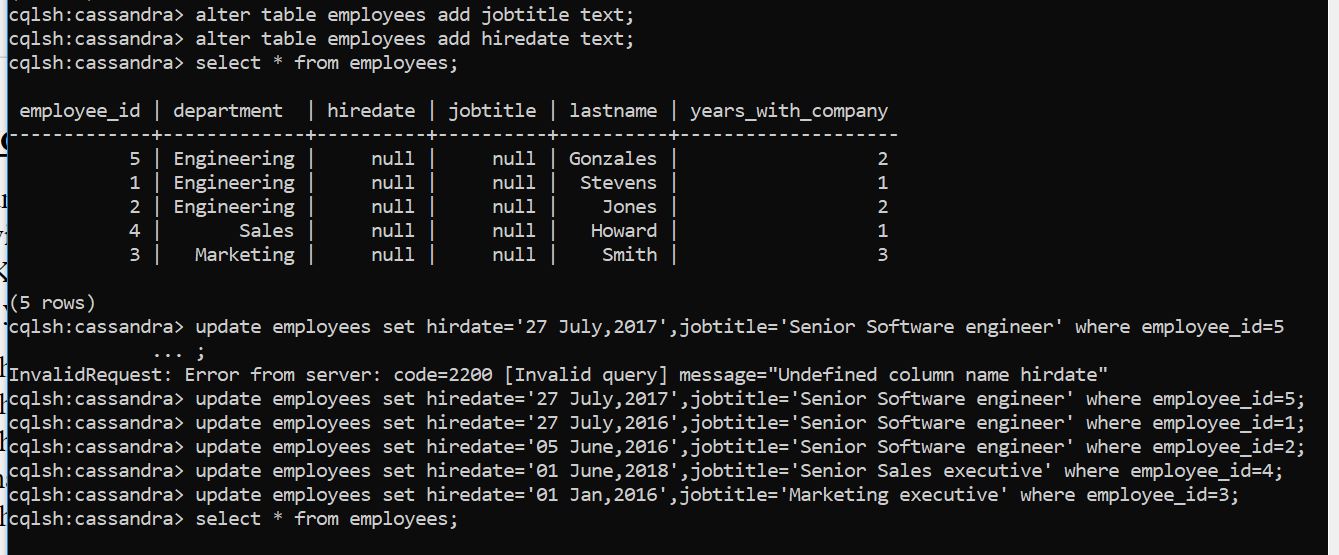 cqlsh:cassandra> alter table employees add jobtitle text;
cqlsh:cassandra> alter table employees add hiredate text;
cqlsh:cassandra> select * from employees;
employee_id | department  | hiredate | jobtitle | lastname | years_with_company
-------------+-------------+----------+----------+----------+--------------------
5 | Engineering |     null |     null | Gonzales |                  2
1 | Engineering |     null |     null |  Stevens |                  1
2 | Engineering |     null |     null |    Jones |                  2
4 |       Sales |     null |     null |   Howard |                  1
3 |   Marketing |     null |     null |    Smith |                  3
(5 rows)
cqlsh:cassandra> update employees set hirdate='27 July,2017',jobtitle='Senior Software engineer' where employee_id=5
... ;
InvalidRequest: Error from server: code=2200 [Invalid query] message="Undefined column name hirdate"
cqlsh:cassandra> update employees set hiredate='27 July,2017',jobtitle='Senior Software engineer' where employee_id=5;
cqlsh:cassandra> update employees set hiredate='27 July,2016',jobtitle='Senior Software engineer' where employee_id=1;
cqlsh:cassandra> update employees set hiredate='05 June,2016',jobtitle='Senior Software engineer' where employee_id=2;
cqlsh:cassandra> update employees set hiredate='01 June,2018',jobtitle='Senior Sales executive' where employee_id=4;
cqlsh:cassandra> update employees set hiredate='01 Jan,2016',jobtitle='Marketing executive' where employee_id=3;
cqlsh:cassandra> select * from employees;